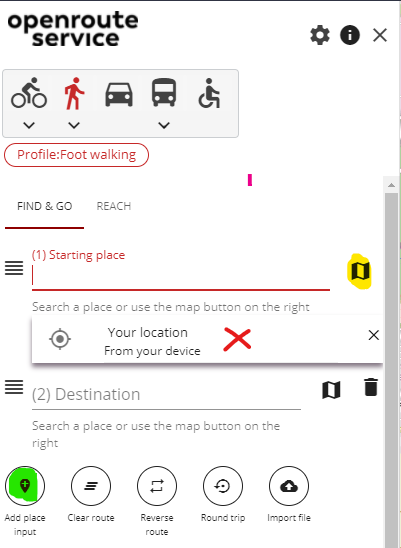 openroute
service
Profile:Foot walking
FIND & GO
REACH
(1) Starting place
Search a place or use the map button on the right
Your location
From your device
(2) Destination
Search a place or use the map button on the
right
Add place
input
Clear route
Reverse
route
Round trip
Import file